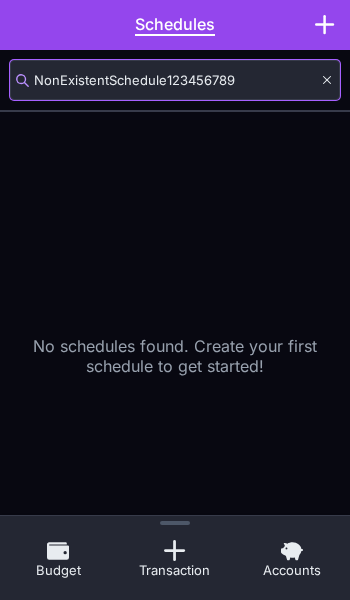 Schedules
NonExistentSchedule123456789
No schedules found. Create your first
schedule to get started!
Budget
Transaction
Accounts